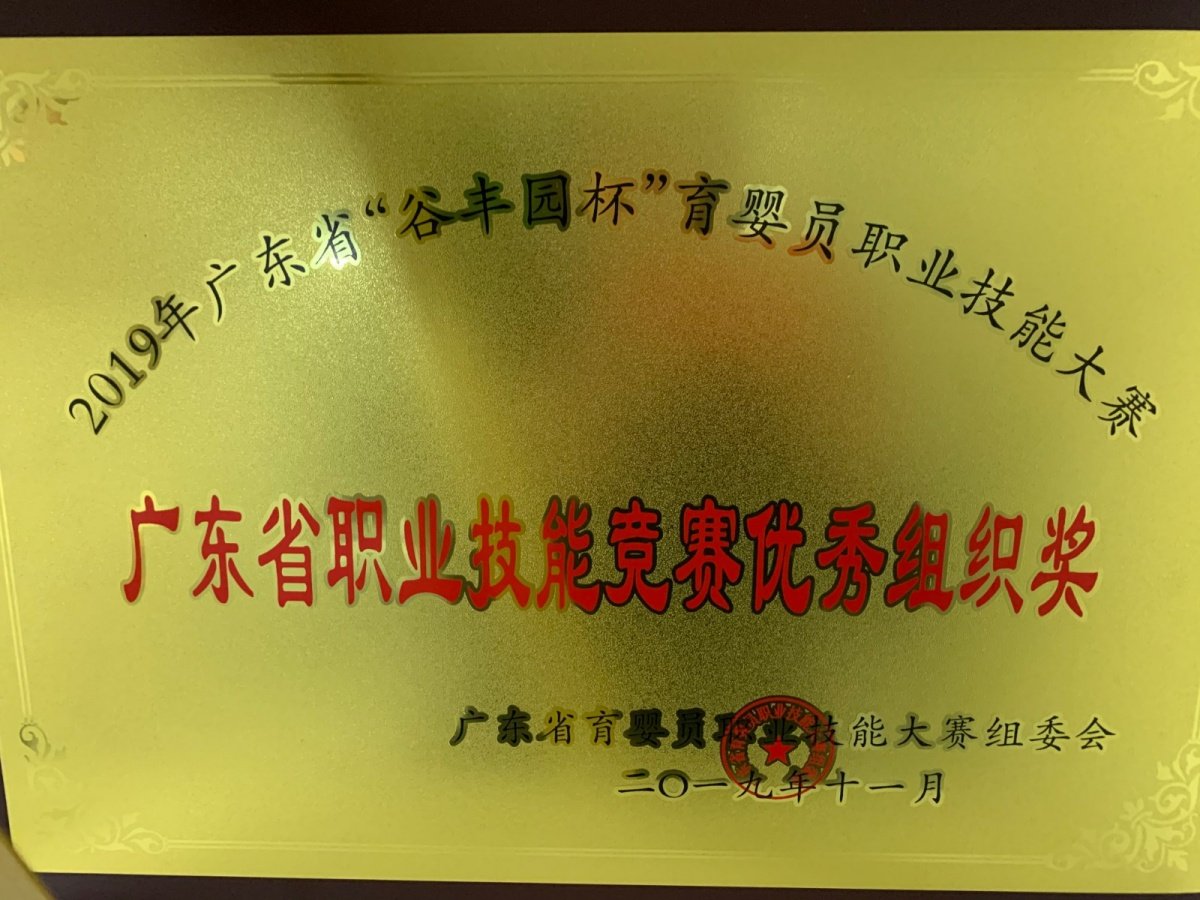 2019年广东省“谷丰园杯”育婴员职业技能大赛
广东省职业技能竞赛优秀组织奖
广东省育婴员职业技能大赛组委会
二〇一九年十一月